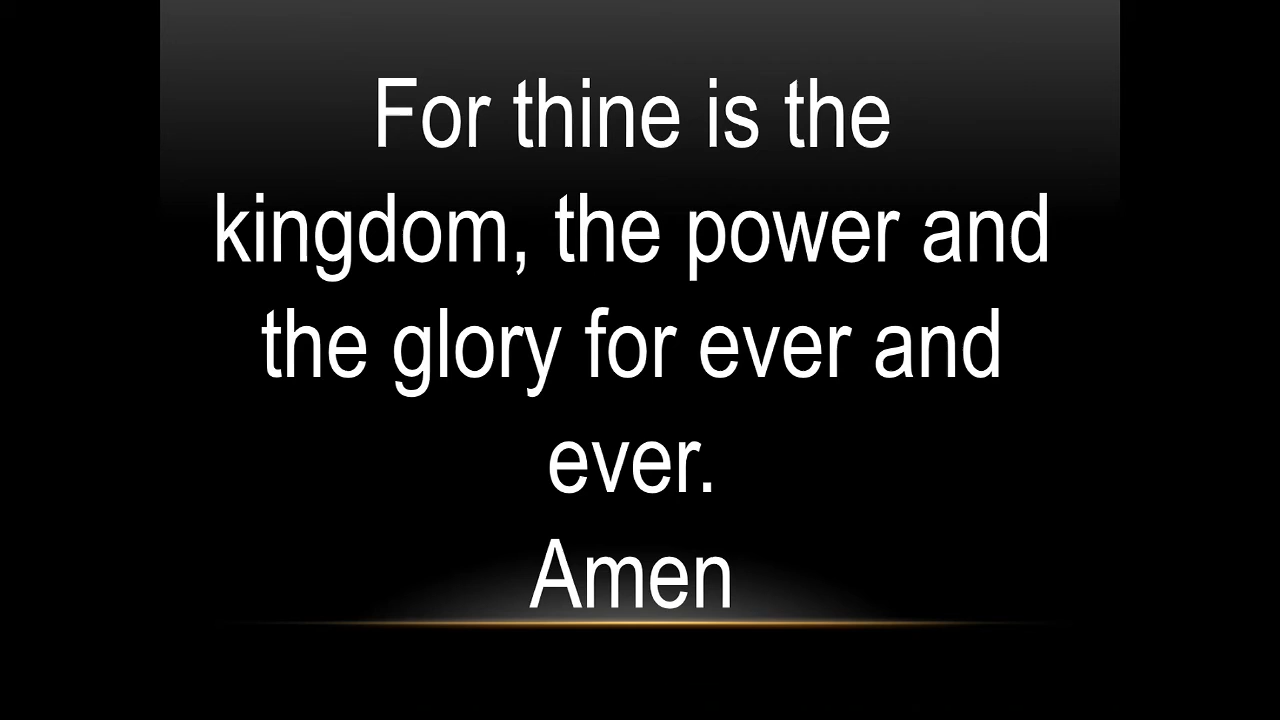 For thine is the
kingdom, the power and
the glory for ever and
ever.
Amen